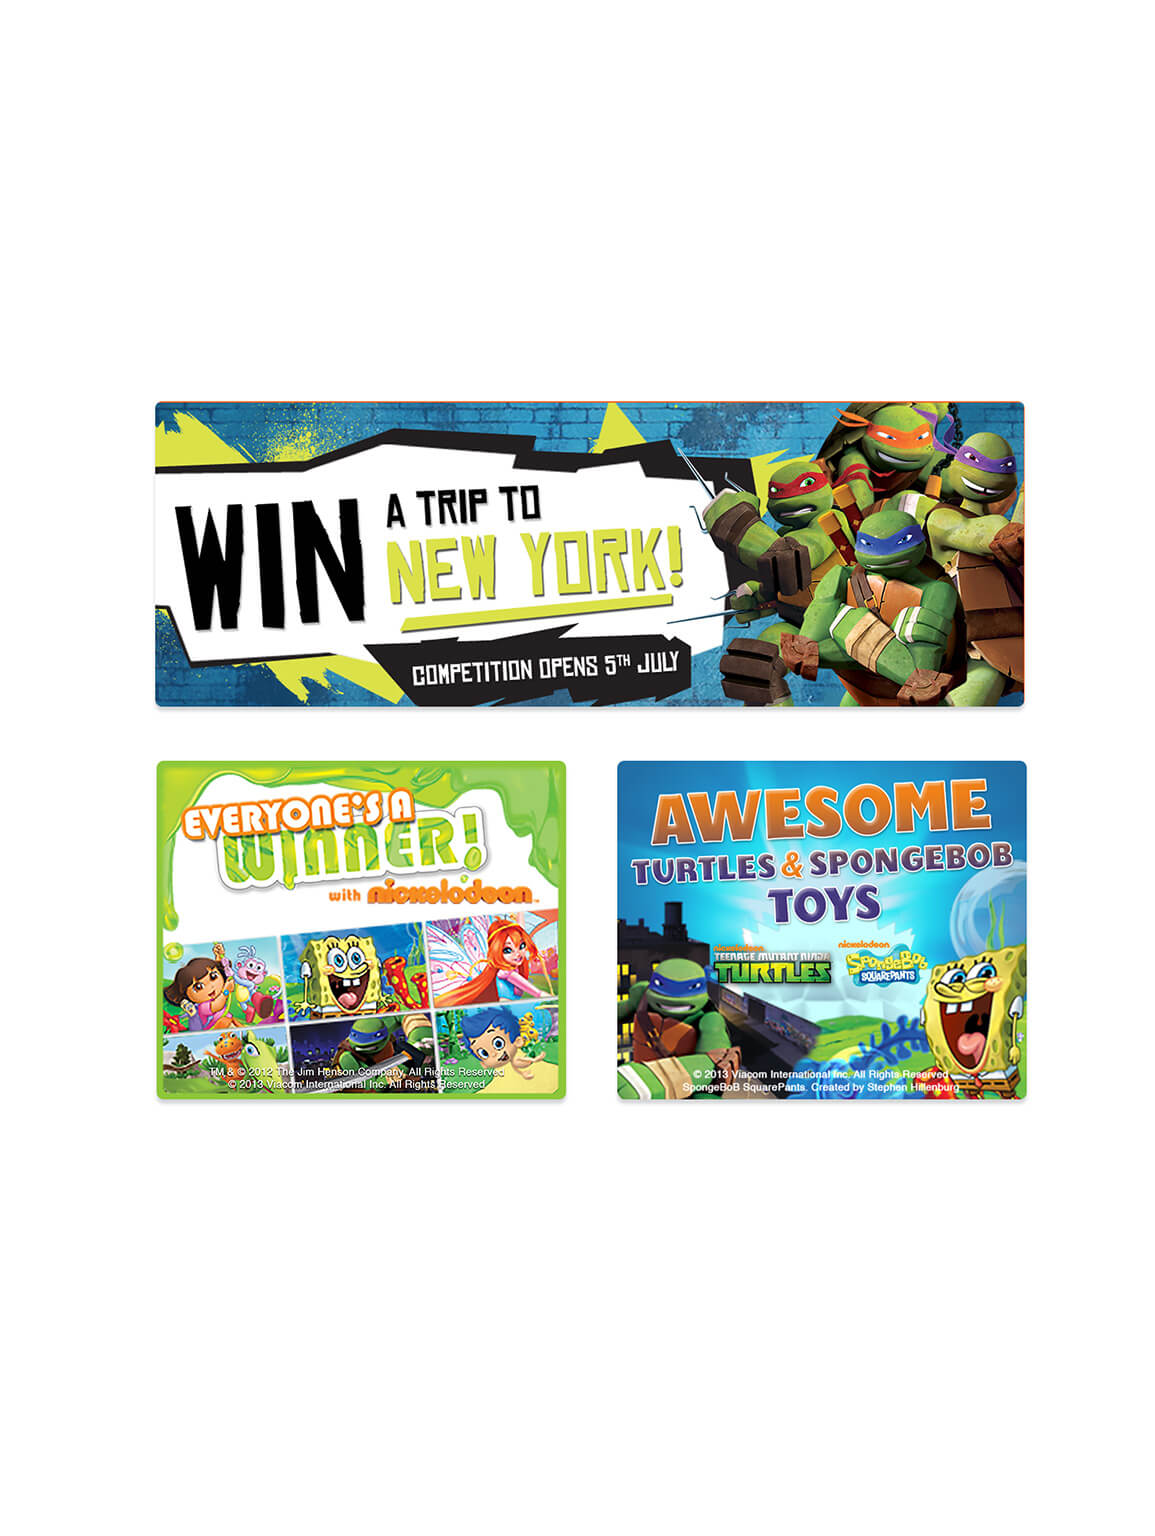 WIN
A TRIP TO
NEW YORK!
COMPETITION OPENS 5TH JULY
EVERYONE'S A
WINNER!
with nickelodeon™
TM & © 2012 The Jim Henson Company, All Rights Reserved
© 2013 Viacom International Inc. All Rights Reserved
AWESOME
TURTLES & SPONGEBOB
TOYS
nickelodeon
TEENAGE MUTANT NINJA
TURTLES
nickelodeon
SpongeBob
SQUAREPANTS
© 2013 Viacom International Inc. All Rights Reserved
SpongeBoB SquarePants. Created by Stephen Hillenburg